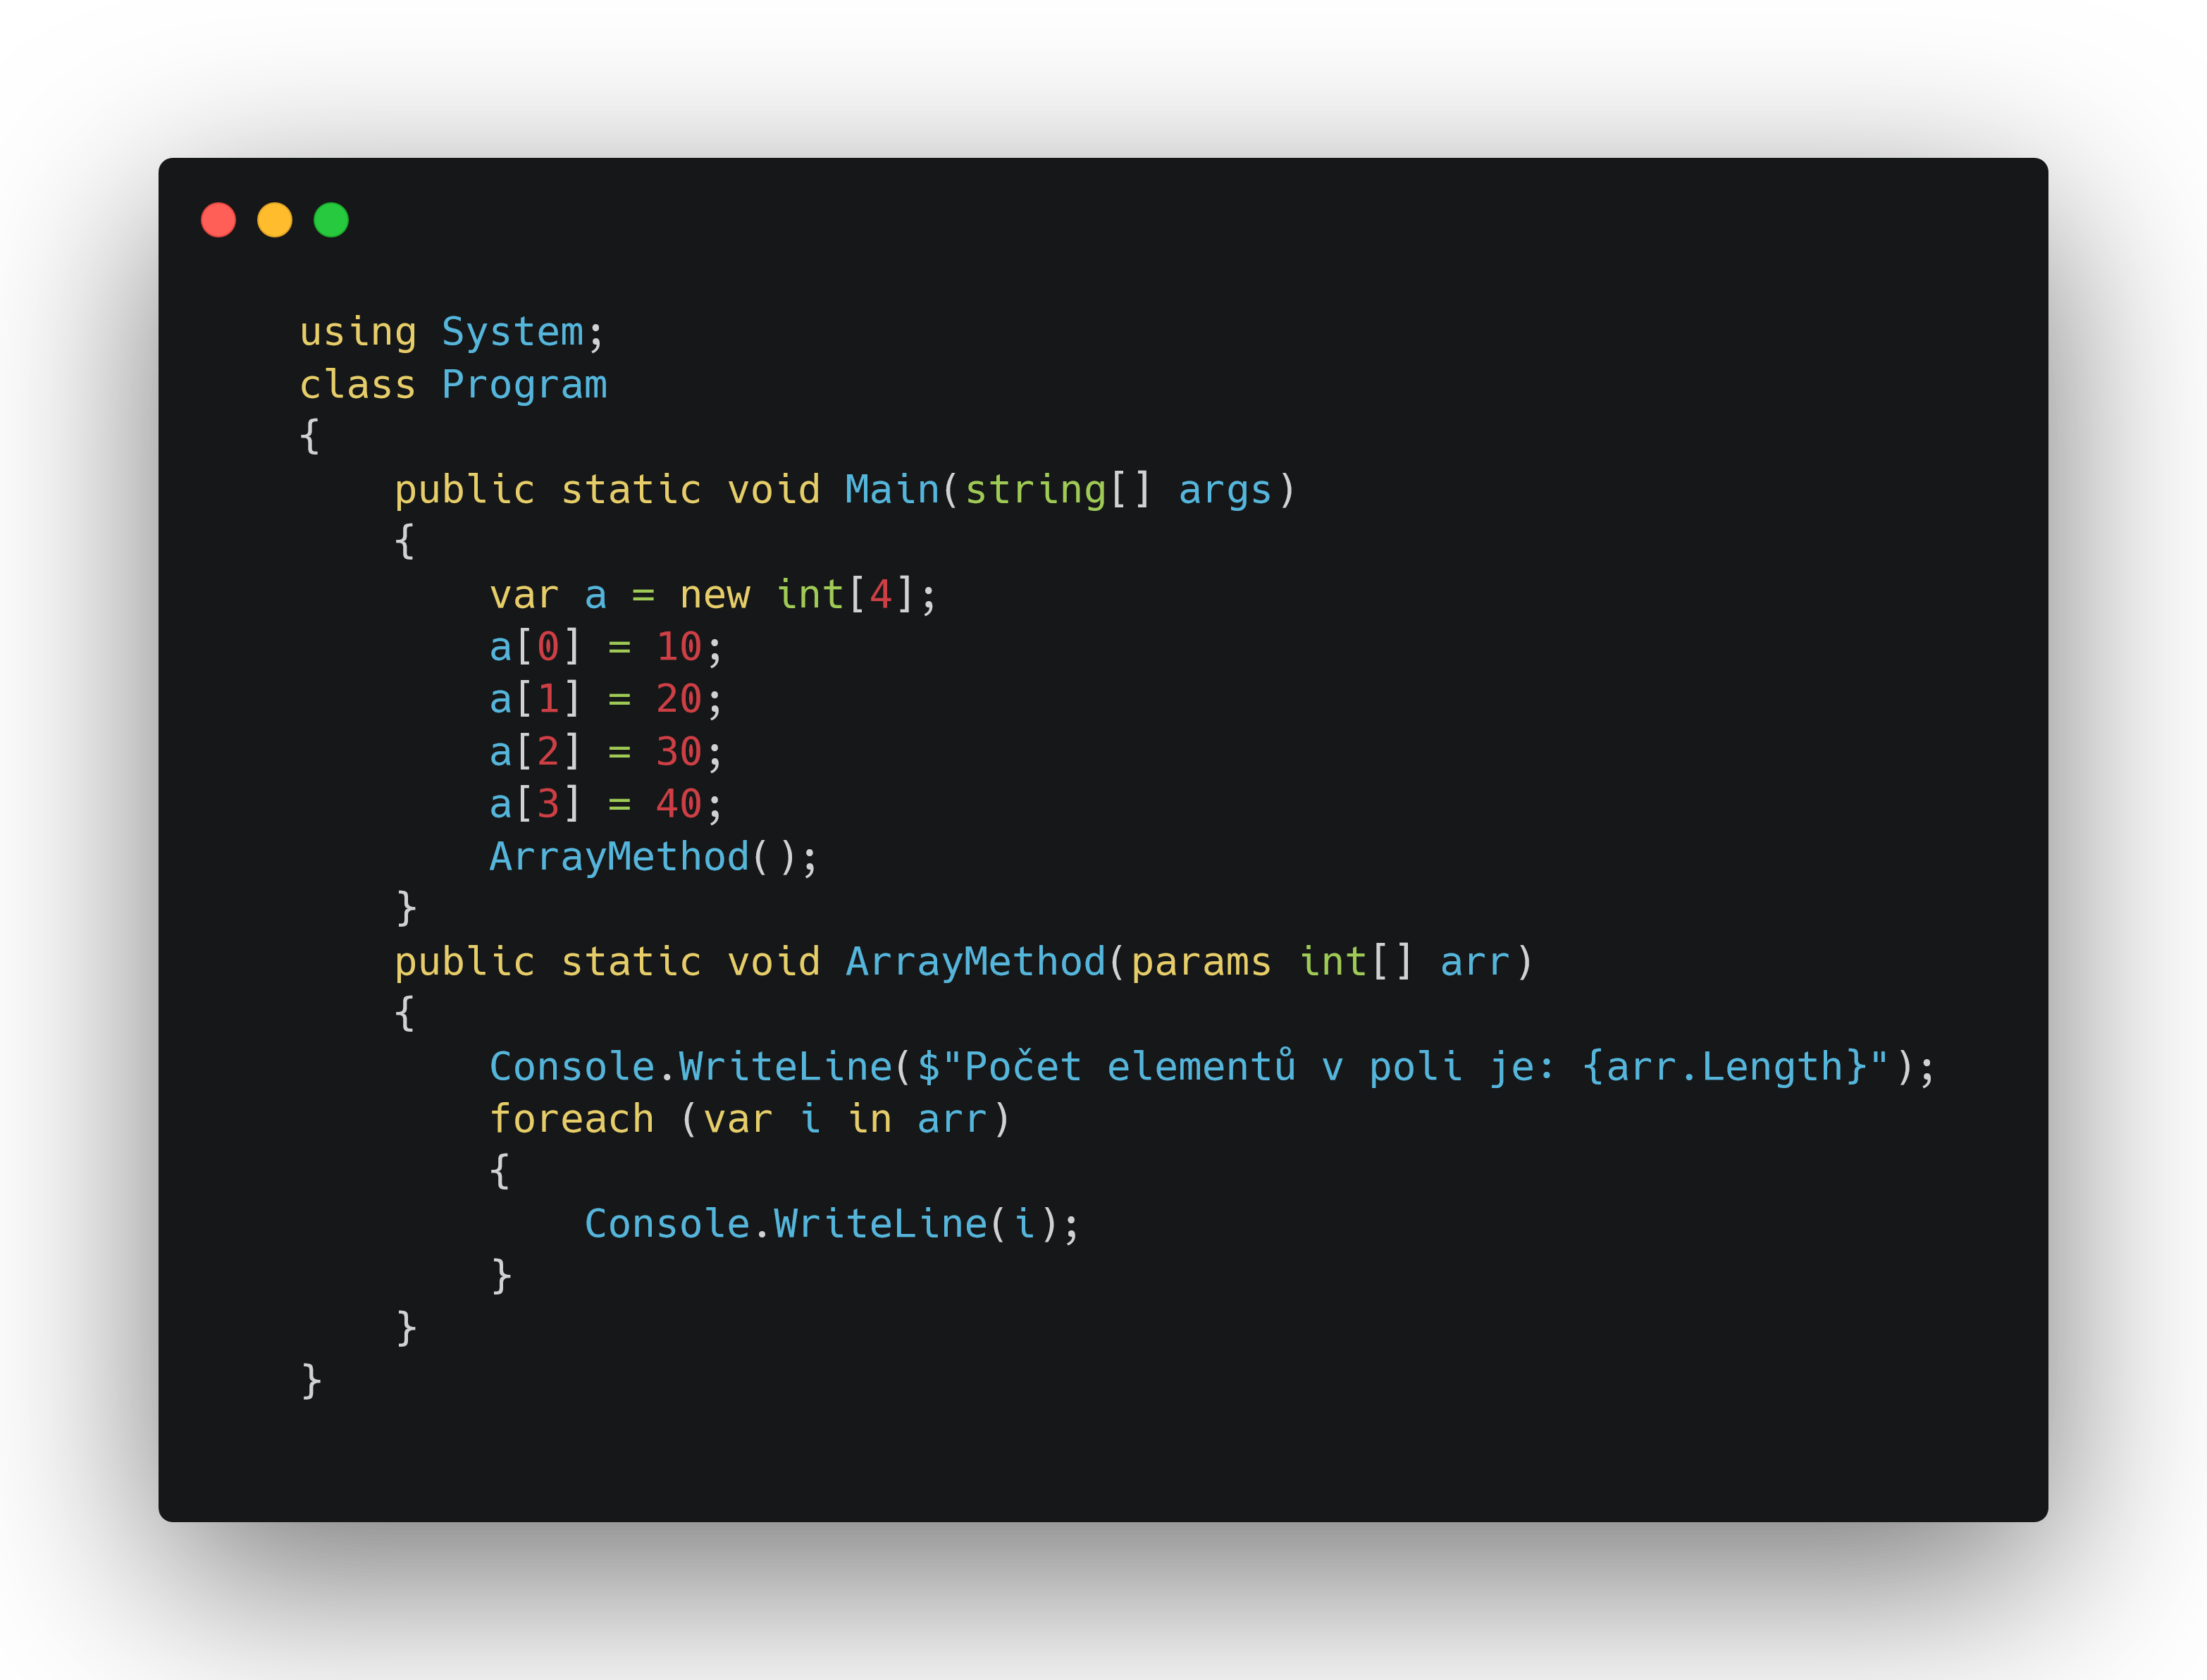 using System;
class Program
{
    public static void Main(string[] args)
    {
        var a = new int[4];
        a[0] = 10;
        a[1] = 20;
        a[2] = 30;
        a[3] = 40;
        ArrayMethod();
    }
    public static void ArrayMethod(params int[] arr)
    {
        Console.WriteLine($"Počet elementů v poli je: {arr.Length}");
        foreach (var i in arr)
        {
            Console.WriteLine(i);
        }
    }
}